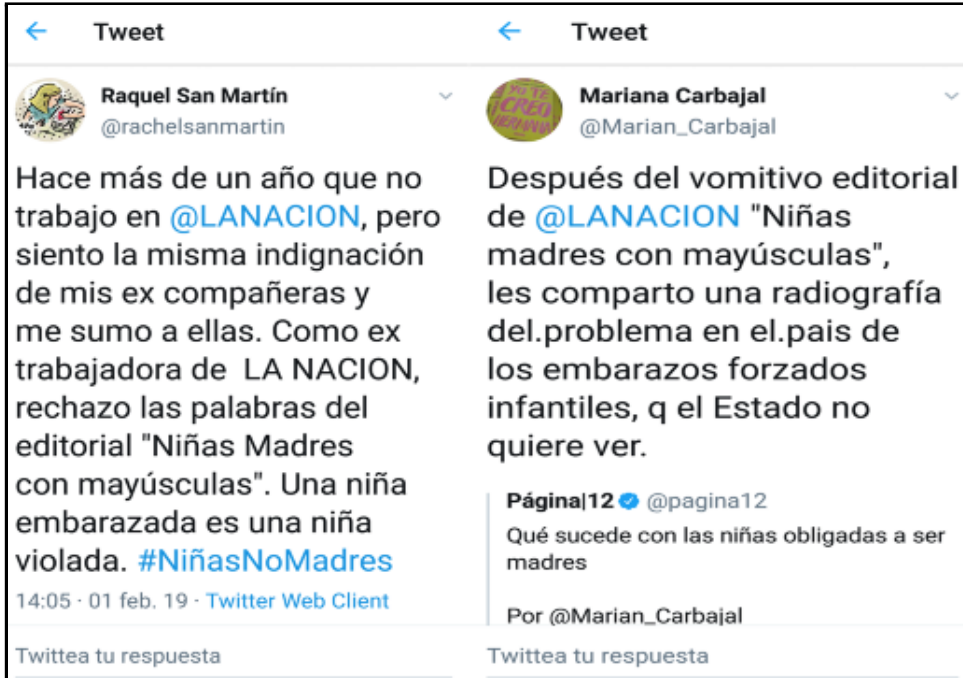 Tweet
Raquel San Martín
@rachelsanmartin
Hace más de un año que no
trabajo en @LANACION, pero
siento la misma indignación
de mis ex compañeras y
me sumo a ellas. Como ex
trabajadora de LA NACION,
rechazo las palabras del
editorial "Niñas Madres
con mayúsculas". Una niña
embarazada es una niña
violada. #NiñasNoMadres
14:05 · 01 feb. 19 · Twitter Web Client
Twittea tu respuesta
Tweet
YO TE
CREO
HERMANA
Mariana Carbajal
@Marian_Carbajal
Después del vomitivo editorial
de @LANACION "Niñas
madres con mayúsculas",
les comparto una radiografía
del.problema en el.pais de
los embarazos forzados
infantiles, q el Estado no
quiere ver.
Página|12 @pagina12
Qué sucede con las niñas obligadas a ser
madres
Por @Marian_Carbajal
Twittea tu respuesta